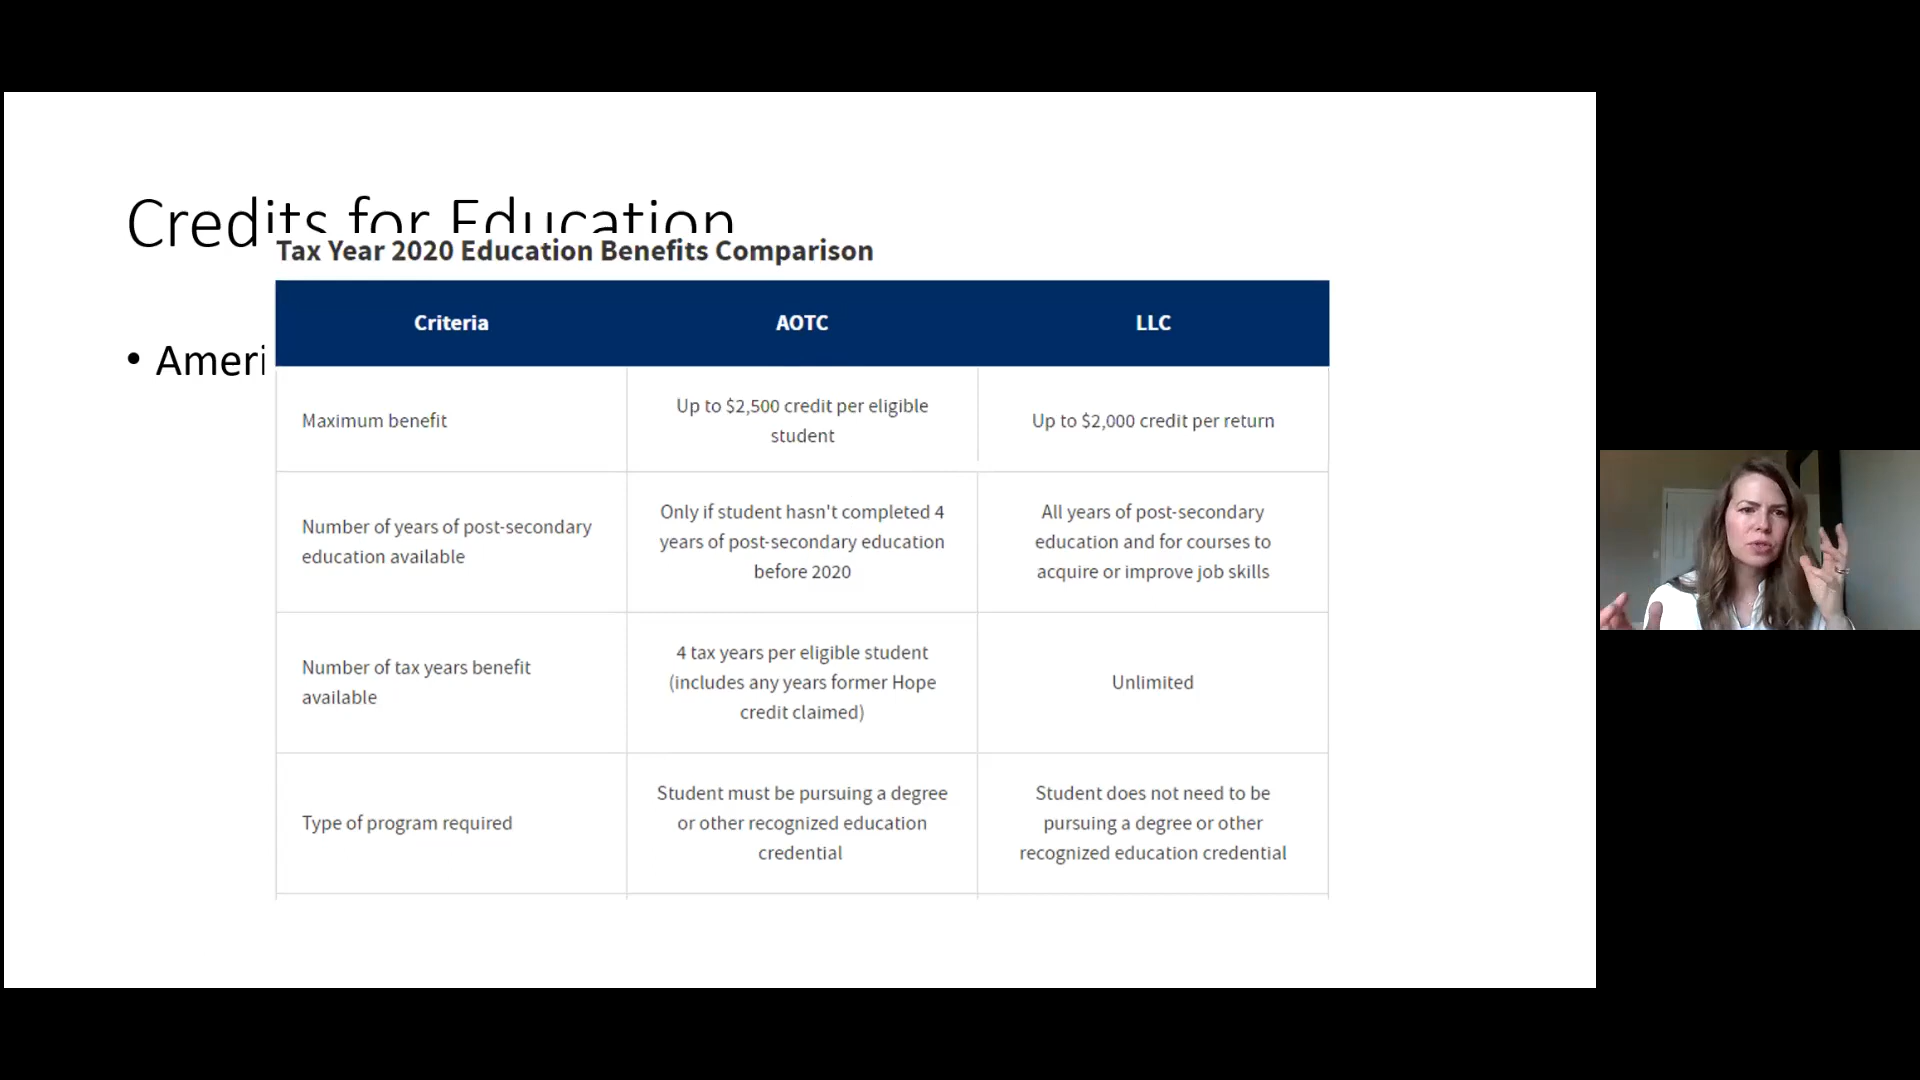 Credits for Education
Tax Year 2020 Education Benefits Comparison
• Ameri
Criteria
AOTC
LLC
Maximum benefit
Up to $2,500 credit per eligible
student
Up to $2,000 credit per return
Number of years of post-secondary
education available
Only if student hasn't completed 4
years of post-secondary education
before 2020
All years of post-secondary
education and for courses to
acquire or improve job skills
Number of tax years benefit
available
4 tax years per eligible student
(includes any years former Hope
credit claimed)
Unlimited
Type of program required
Student must be pursuing a degree
or other recognized education
credential
Student does not need to be
pursuing a degree or other
recognized education credential